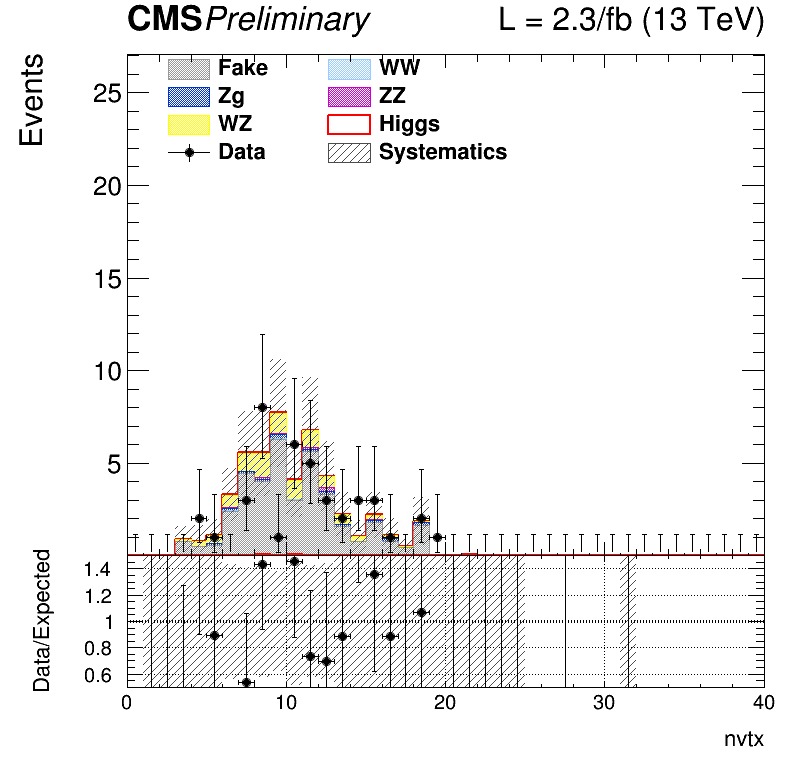 CMS Preliminary L = 2.3/fb (13 TeV)
Events
25
20
15
10
5
Fake WW
Zg ZZ
WZ Higgs
Data Systematics
Data/Expected
1.4
1.2
1
0.8
0.6
0 10 20 30 40
nvtx